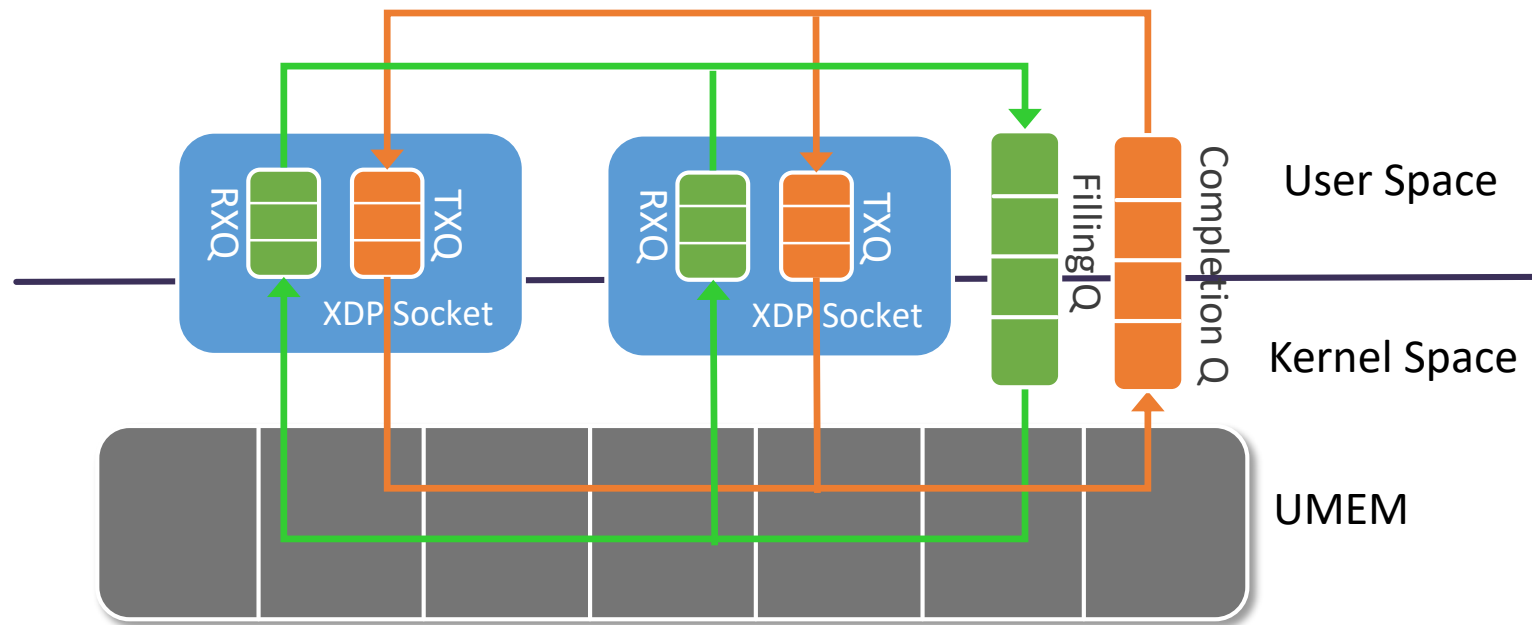 RXQ
TXQ
XDP Socket
RXQ
TXQ
XDP Socket
Filling Q
Completion Q
User Space
Kernel Space
UMEM